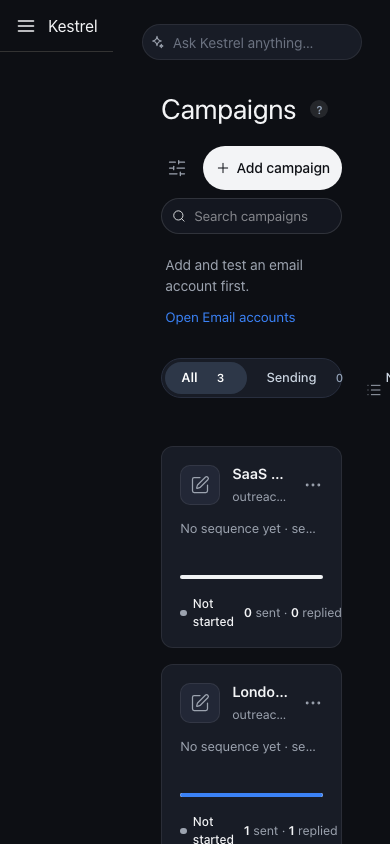 Kestrel
Ask Kestrel anything...
Campaigns ?
+ Add campaign
Search campaigns
Add and test an email
account first.
Open Email accounts
All 3 Sending 0
SaaS ...
outreac...
No sequence yet · se...
Not
started
0 sent · 0 replied
Londo...
outreac...
No sequence yet · se...
Not
started
1 sent · 1 replied